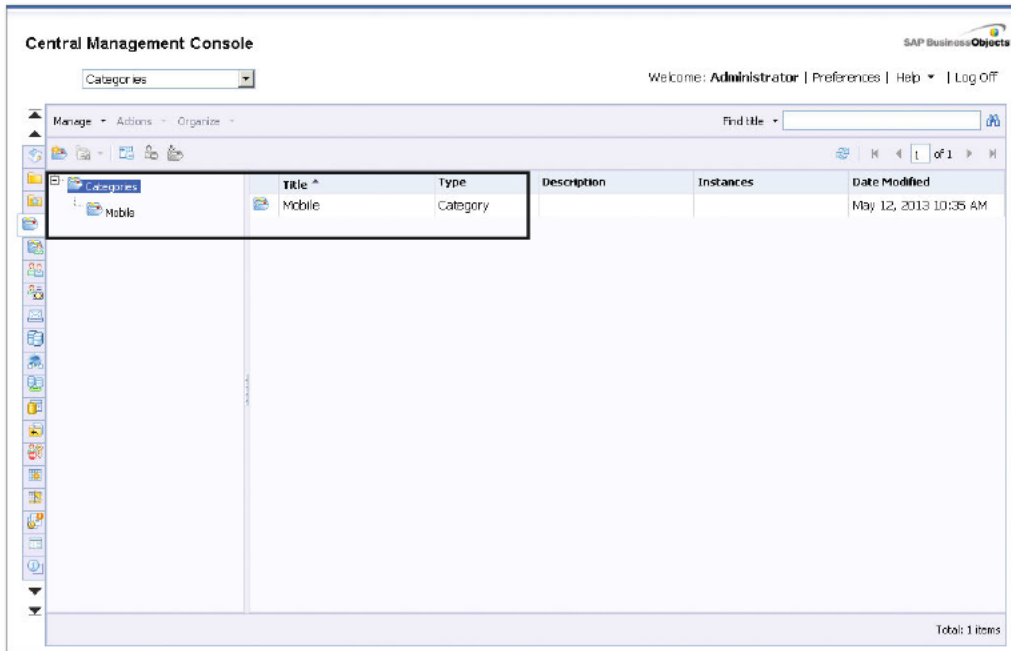 Central Management Console
SAP BusinessObjects
Categories
Welcome: Administrator | Preferences | Help | Log Off
Manage Actions Organize Find title
1 of 1
Categories Title ^ Type Description Instances Date Modified
Mobile Mobile Category May 12, 2013 10:35 AM
Total: 1 items